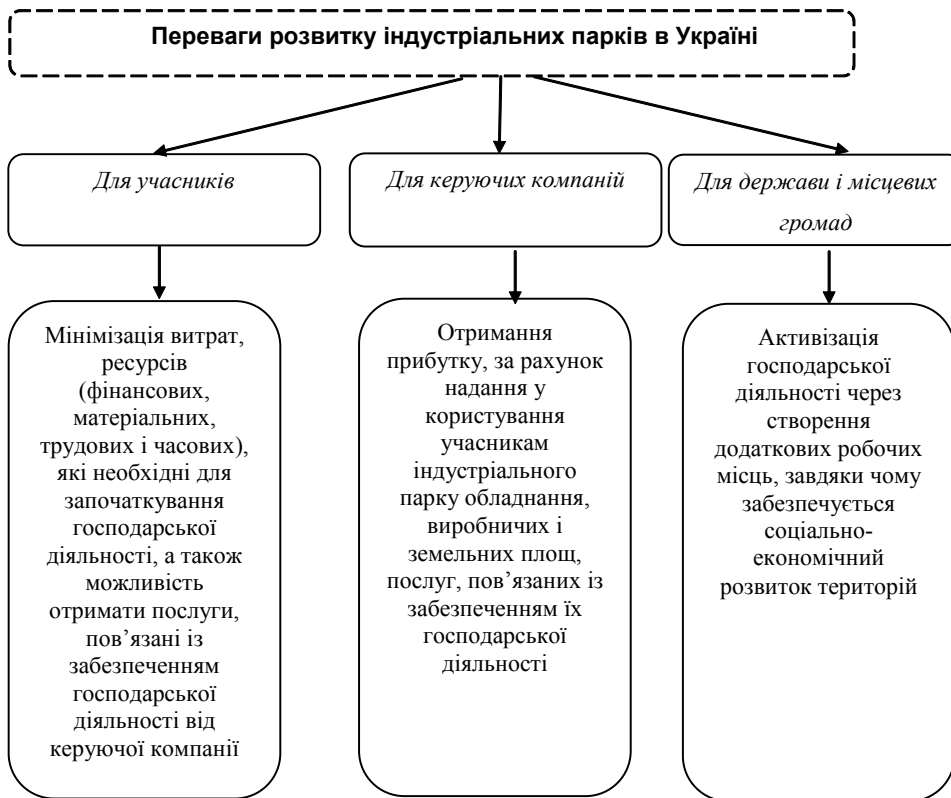 Переваги розвитку індустріальних парків в Україні
Для учасників
Для керуючих компаній
Для держави і місцевих
громад
Мінімізація витрат,
ресурсів
(фінансових,
матеріальних,
трудових і часових),
які необхідні для
започаткування
господарської
діяльності, а також
можливість
отримати послуги,
пов’язані із
забезпеченням
господарської
діяльності від
керуючої компанії
Отримання
прибутку, за рахунок
надання у
користування
учасникам
індустріального
парку обладнання,
виробничих і
земельних площ,
послуг, пов’язаних із
забезпеченням їх
господарської
діяльності
Активізація
господарської
діяльності через
створення
додаткових робочих
місць, завдяки чому
забезпечується
соціально-
економічний
розвиток територій